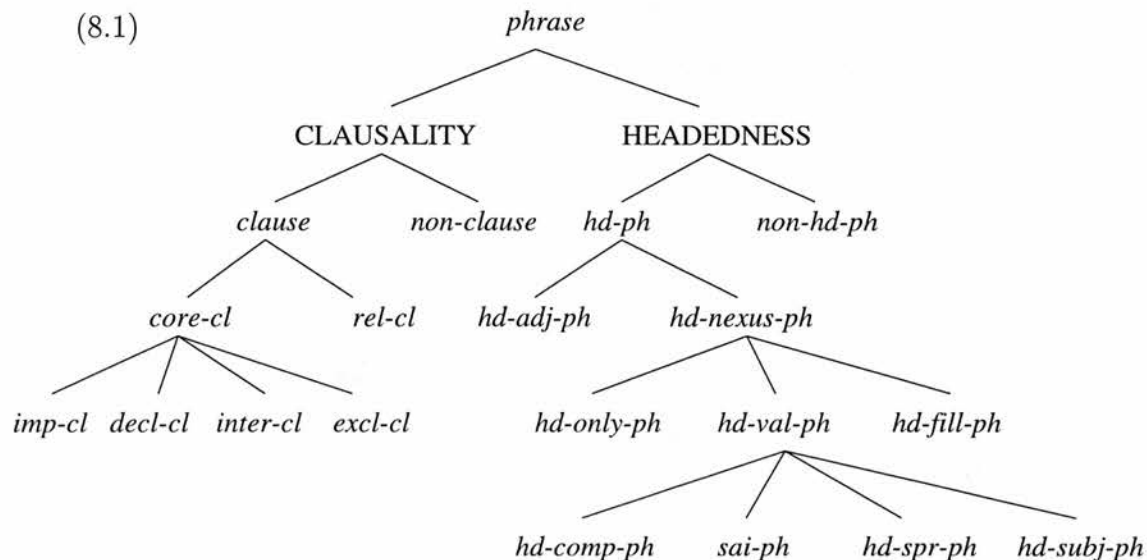 (8.1)
phrase
CLAUSALITY HEADEDNESS
clause non-clause hd-ph non-hd-ph
core-cl rel-cl hd-adj-ph hd-nexus-ph
imp-cl decl-cl inter-cl excl-cl hd-only-ph hd-val-ph hd-fill-ph
hd-comp-ph sai-ph hd-spr-ph hd-subj-ph